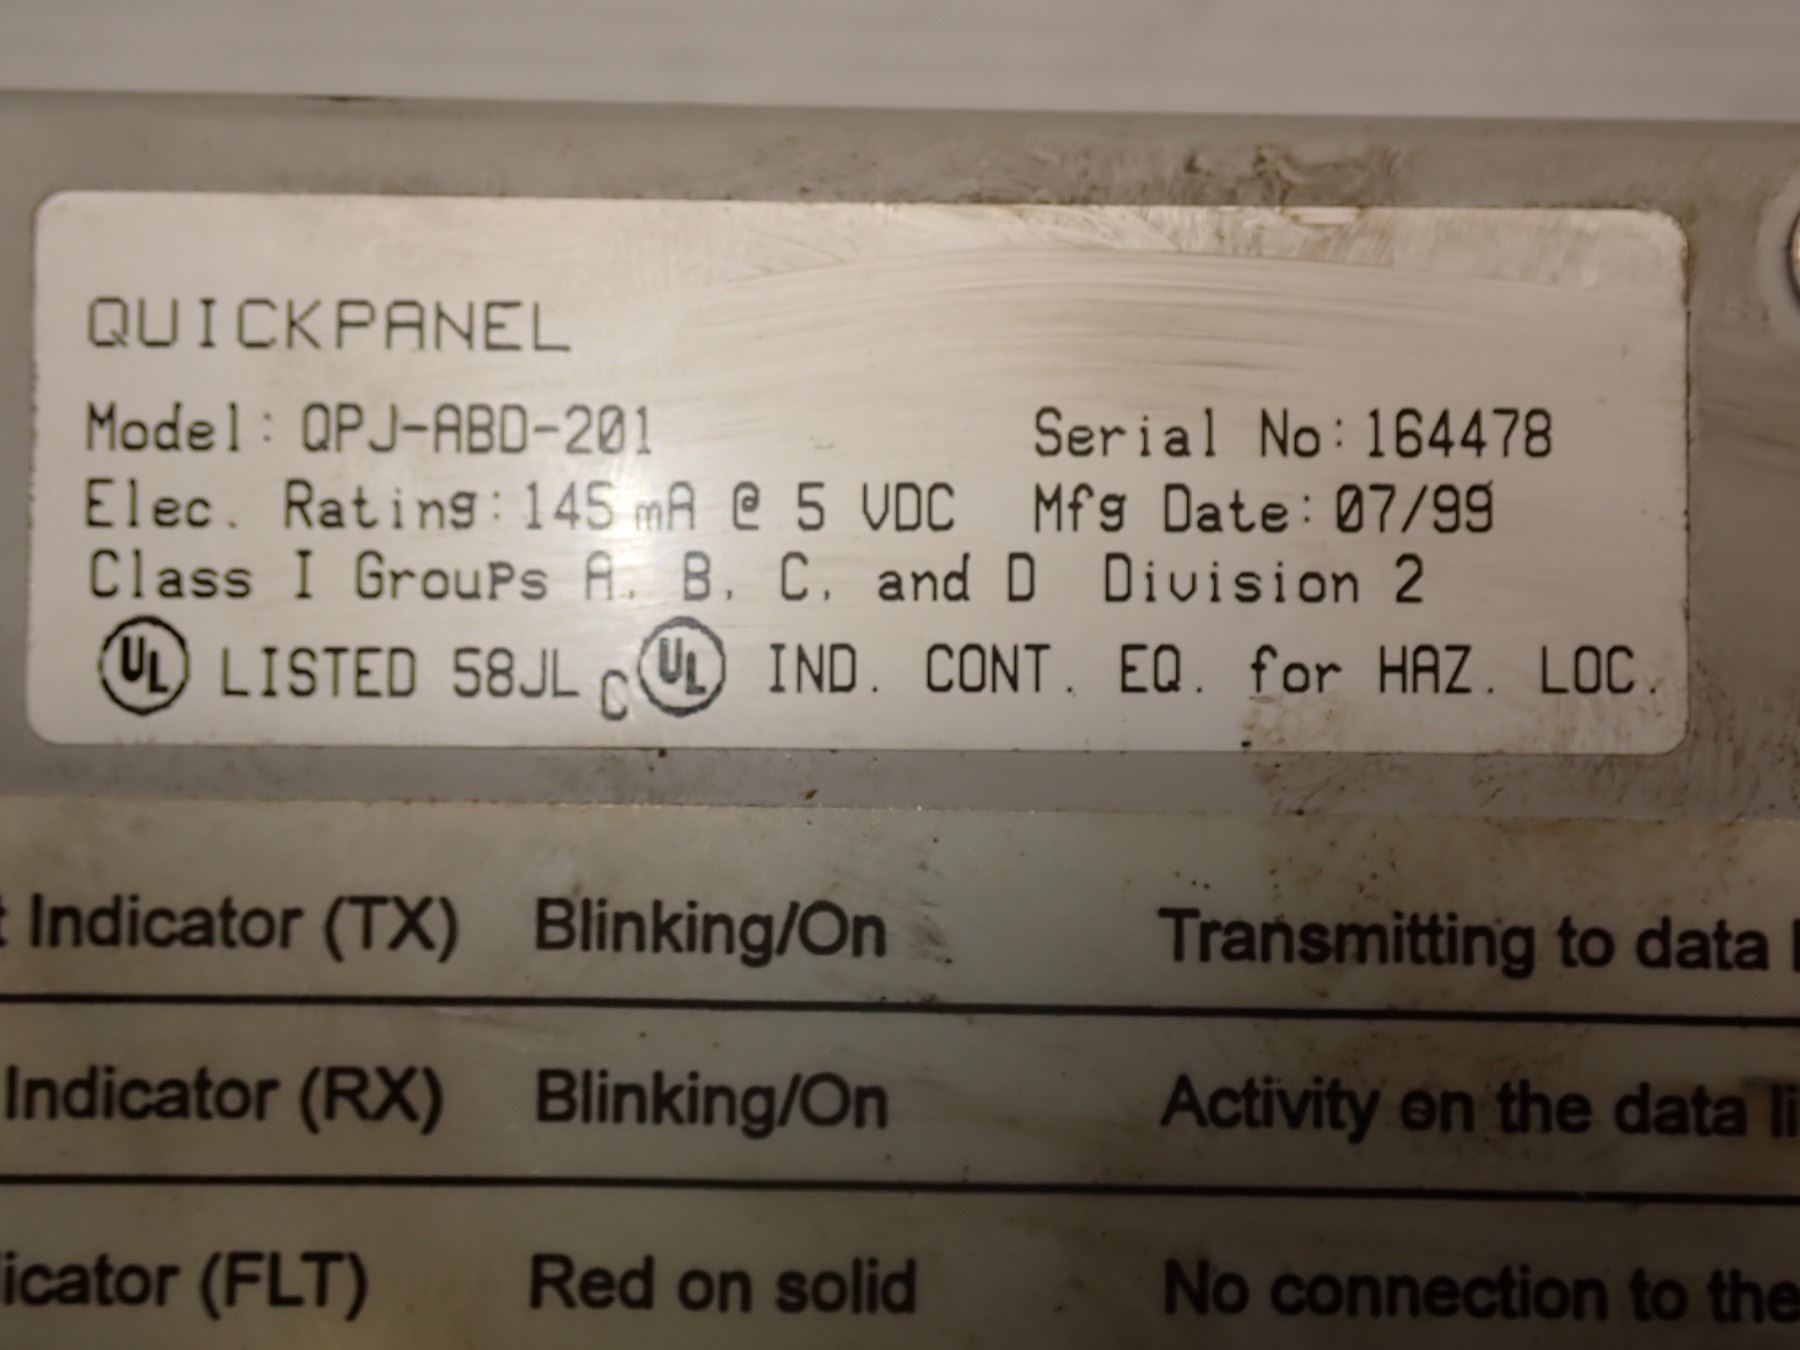 QUICKPANEL
Model: QPJ-ABD-201 Serial No: 164478
Elec. Rating: 145 mA @ 5 VDC Mfg Date: 07/99
Class I Groups A, B, C, and D Division 2
UL LISTED 58JL C UL IND. CONT. EQ. for HAZ. LOC.
t Indicator (TX) Blinking/On Transmitting to data
Indicator (RX) Blinking/On Activity on the data li
icator (FLT) Red on solid No connection to the